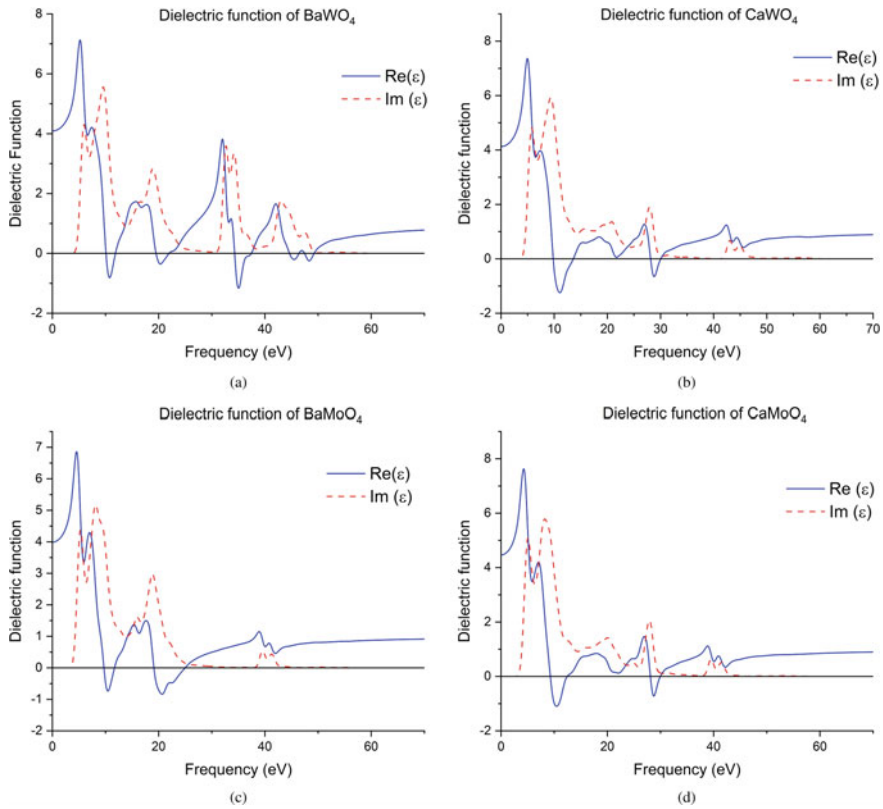 Dielectric function of BaWO4
8
6
4
2
0
-2
Dielectric Function
Re(ε)
Im (ε)
0 20 40 60
Frequency (eV)
(a)
Dielectric function of CaWO4
8
6
4
2
0
-2
Dielectric function
Re(ε)
Im (ε)
0 10 20 30 40 50 60 70
Frequency (eV)
(b)
Dielectric function of BaMoO4
7
6
5
4
3
2
1
0
-1
-2
Dielectric function
Re(ε)
Im (ε)
0 20 40 60
Frequency (eV)
(c)
Dielectric function of CaMoO4
8
6
4
2
0
-2
Dielectric function
Re (ε)
Im (ε)
0 20 40 60
Frequency (eV)
(d)